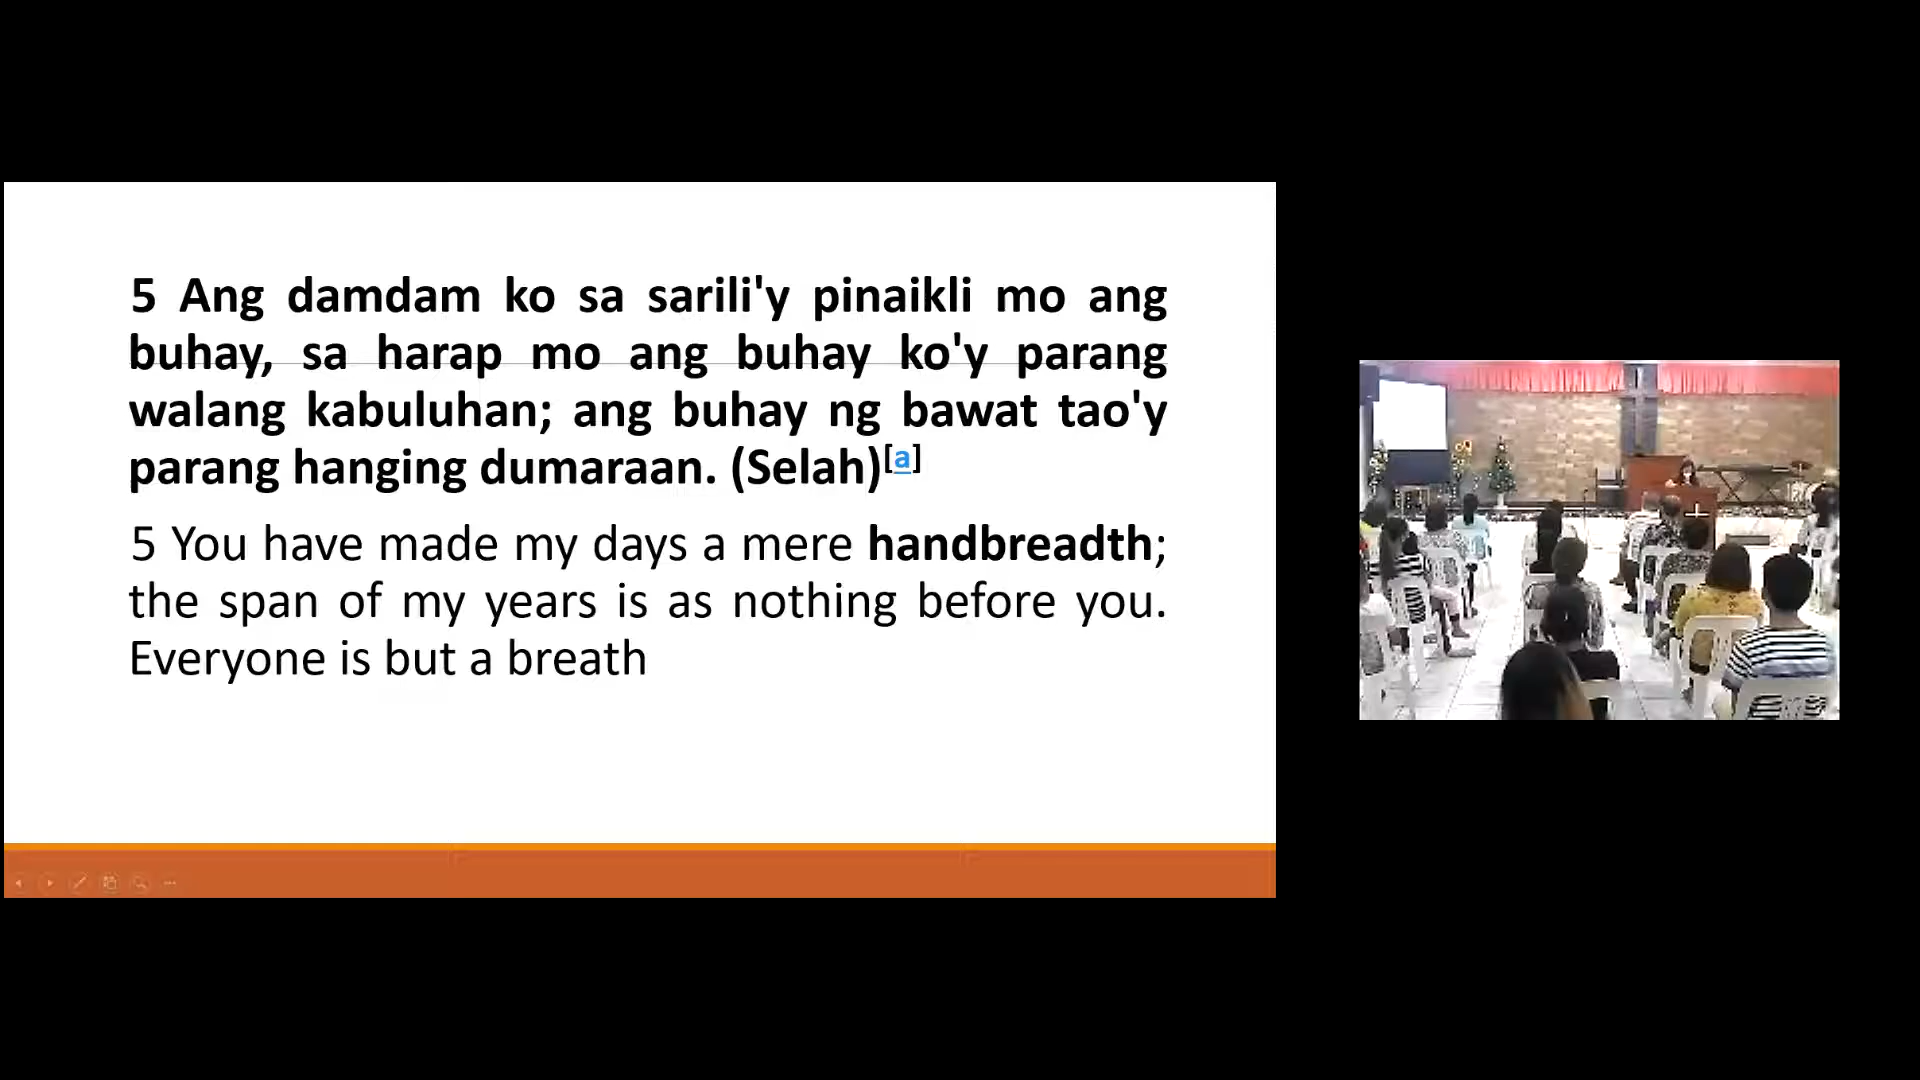 5 Ang damdam ko sa sarili'y pinaikli mo ang
buhay, sa harap mo ang buhay ko'y parang
walang kabuluhan; ang buhay ng bawat tao'y
parang hanging dumaraan. (Selah)[a]
5 You have made my days a mere handbreadth;
the span of my years is as nothing before you.
Everyone is but a breath